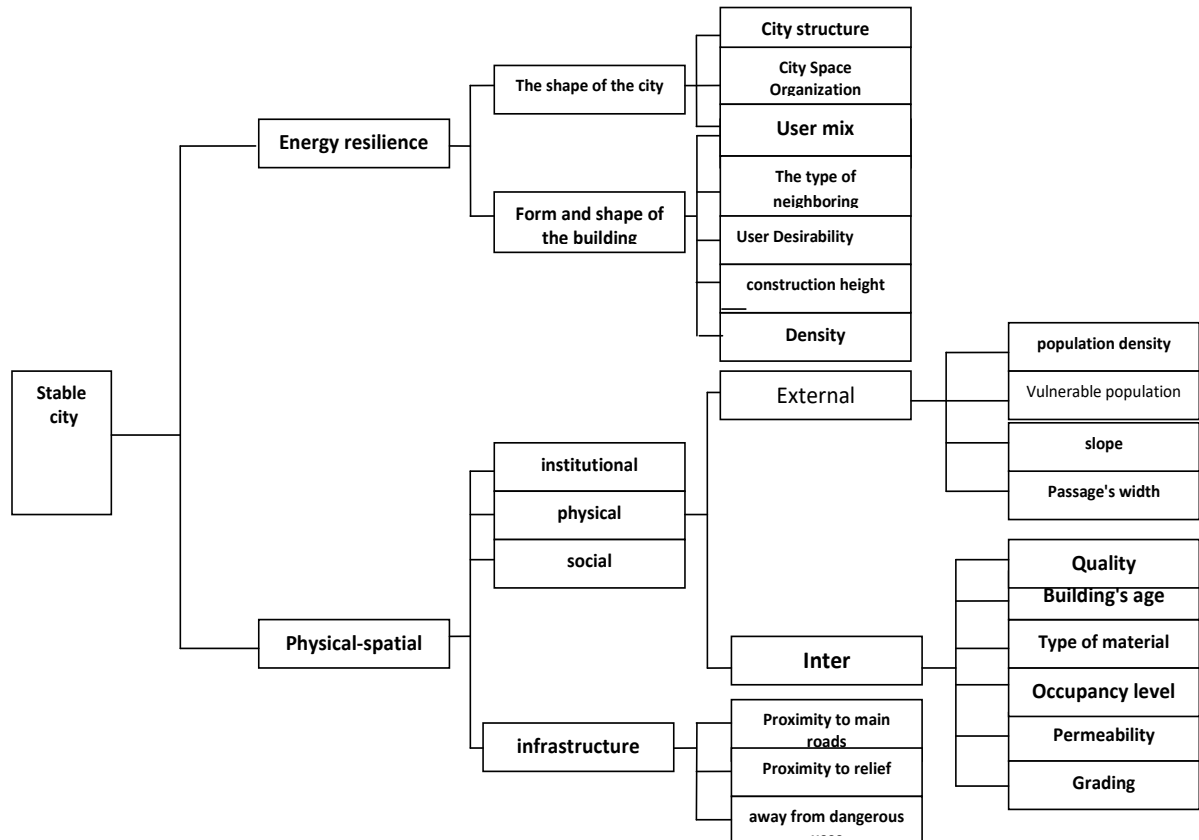 City structure
City Space
Organization
The shape of the city
User mix
Energy resilience
The type of
neighboring
Form and shape of
the building
User Desirability
construction height
Density
population density
Stable
city
External
Vulnerable population
institutional
slope
physical
Passage's width
social
Quality
Building's age
Physical-spatial
Inter
Type of material
Occupancy level
infrastructure
Proximity to main
roads
Permeability
Proximity to relief
Grading
away from dangerous